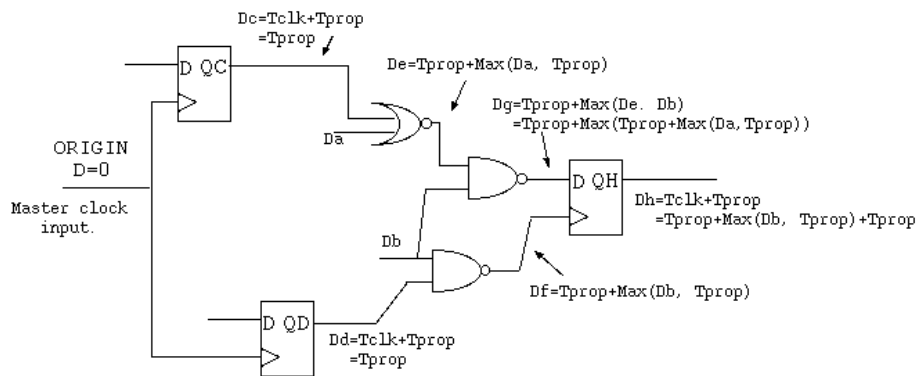 Dc=Tclk+Tprop
=Tprop
De=Tprop+Max(Da, Tprop)
D QC
Dg=Tprop+Max(De. Db)
=Tprop+Max(Tprop+Max(Da,Tprop))
Da
ORIGIN
D=0
Master clock
input.
D QH
Dh=Tclk+Tprop
=Tprop+Max(Db, Tprop)+Tprop
Db
Df=Tprop+Max(Db, Tprop)
D QD
Dd=Tclk+Tprop
=Tprop